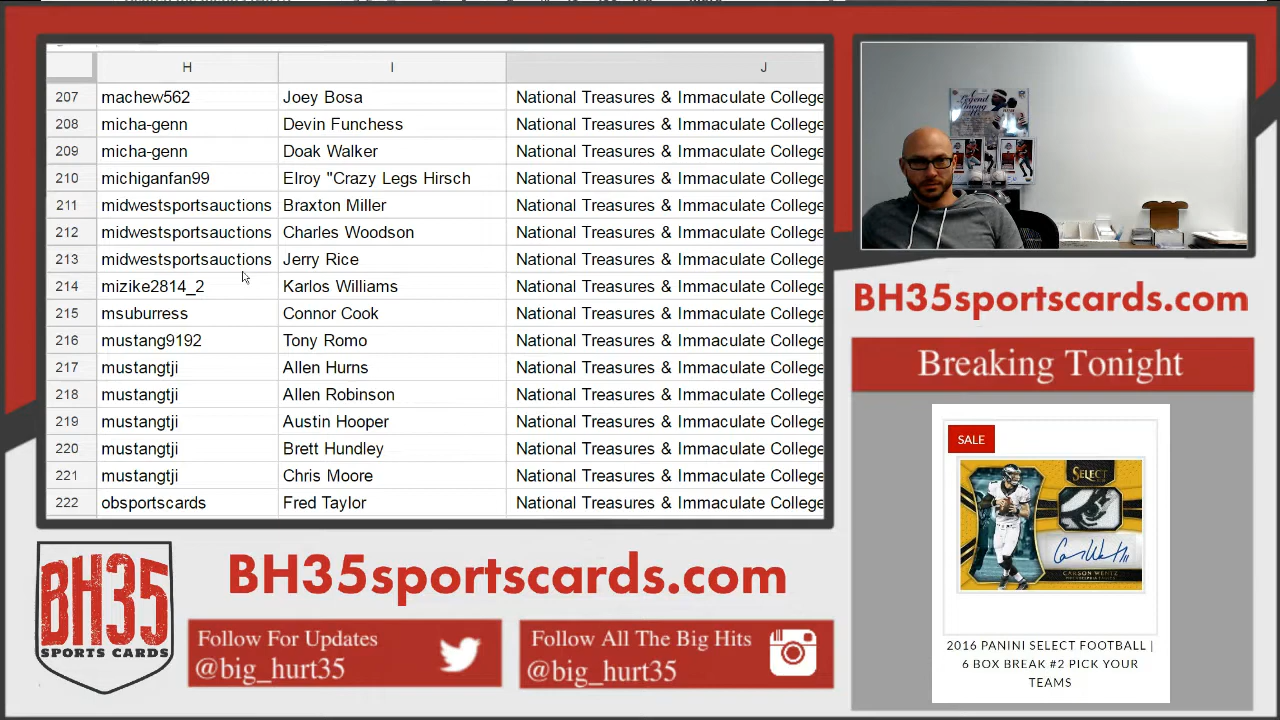 H I J
207 machew562 Joey Bosa National Treasures & Immaculate College
208 micha-genn Devin Funchess National Treasures & Immaculate College
209 micha-genn Doak Walker National Treasures & Immaculate College
210 michiganfan99 Elroy "Crazy Legs Hirsch National Treasures & Immaculate College
211 midwestsportsauctions Braxton Miller National Treasures & Immaculate College
212 midwestsportsauctions Charles Woodson National Treasures & Immaculate College
213 midwestsportsauctions Jerry Rice National Treasures & Immaculate College
214 mizike2814_2 Karlos Williams National Treasures & Immaculate College
215 msuburress Connor Cook National Treasures & Immaculate College
216 mustang9192 Tony Romo National Treasures & Immaculate College
217 mustangtji Allen Hurns National Treasures & Immaculate College
218 mustangtji Allen Robinson National Treasures & Immaculate College
219 mustangtji Austin Hooper National Treasures & Immaculate College
220 mustangtji Brett Hundley National Treasures & Immaculate College
221 mustangtji Chris Moore National Treasures & Immaculate College
222 obsportscards Fred Taylor National Treasures & Immaculate College
BH35sportscards.com
Breaking Tonight
SALE
SELECT
CARSON WENTZ
PHILADELPHIA EAGLES
2016 PANINI SELECT FOOTBALL |
6 BOX BREAK #2 PICK YOUR
TEAMS
BH35
SPORTS CARDS
BH35sportscards.com
Follow For Updates
@big_hurt35
Follow All The Big Hits
@big_hurt35